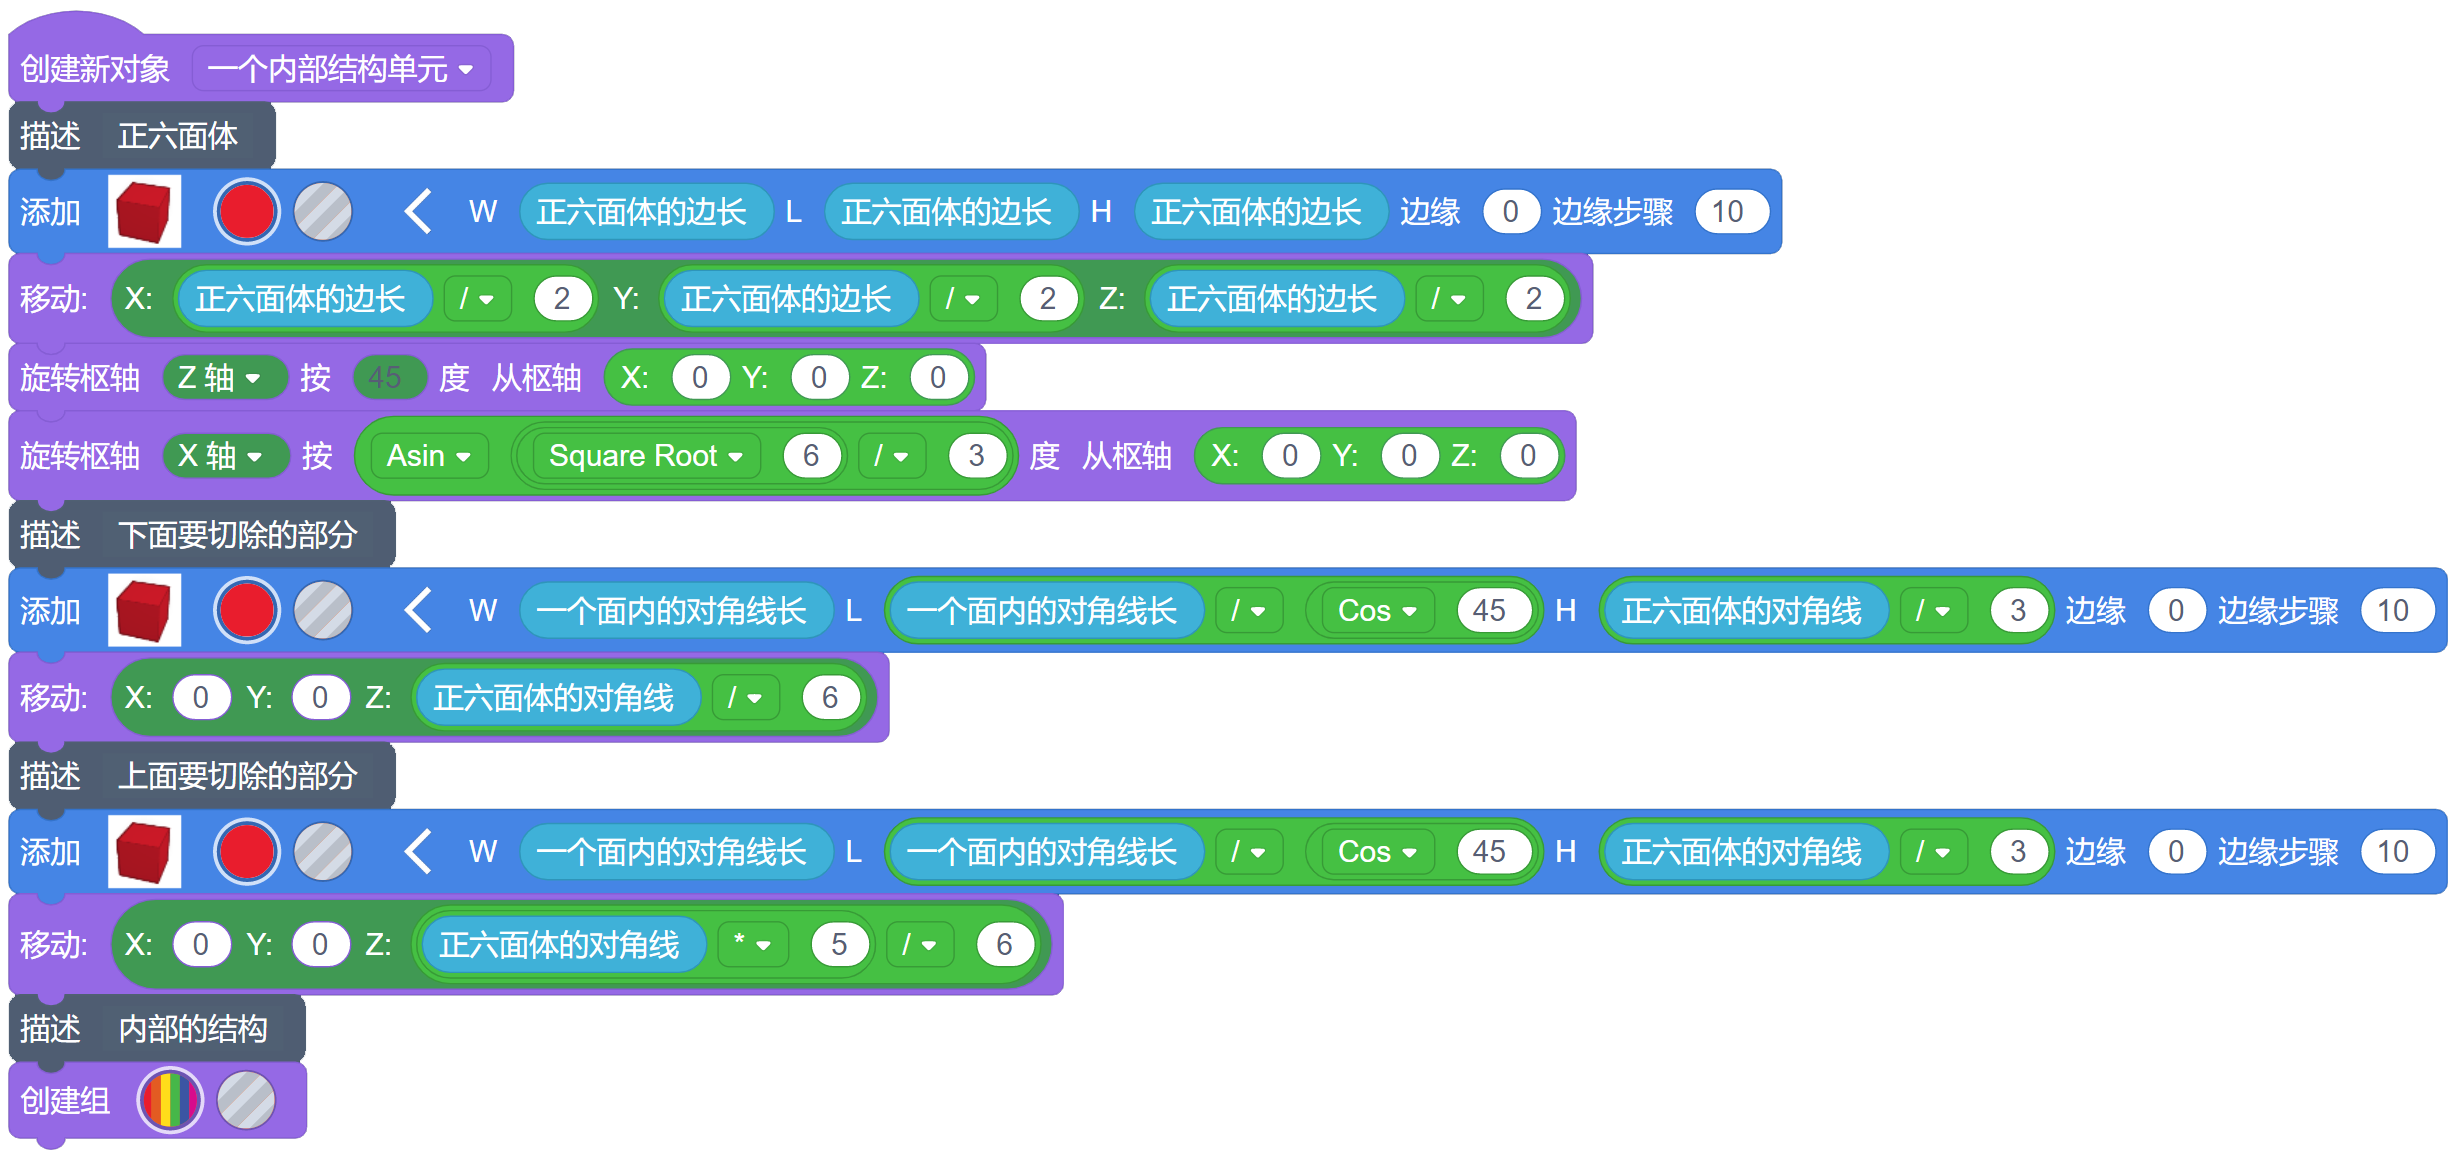 创建新对象 一个内部结构单元
描述 正六面体
添加 W 正六面体的边长 L 正六面体的边长 H 正六面体的边长 边缘 0 边缘步骤 10
移动: X: 正六面体的边长 / 2 Y: 正六面体的边长 / 2 Z: 正六面体的边长 / 2
旋转枢轴 Z 轴 按 45 度 从枢轴 X: 0 Y: 0 Z: 0
旋转枢轴 X 轴 按 Asin Square Root 6 / 3 度 从枢轴 X: 0 Y: 0 Z: 0
描述 下面要切除的部分
添加 W 一个面内的对角线长 L 一个面内的对角线长 / Cos 45 H 正六面体的对角线 / 3 边缘 0 边缘步骤 10
移动: X: 0 Y: 0 Z: 正六面体的对角线 / 6
描述 上面要切除的部分
添加 W 一个面内的对角线长 L 一个面内的对角线长 / Cos 45 H 正六面体的对角线 / 3 边缘 0 边缘步骤 10
移动: X: 0 Y: 0 Z: 正六面体的对角线 * 5 / 6
描述 内部的结构
创建组